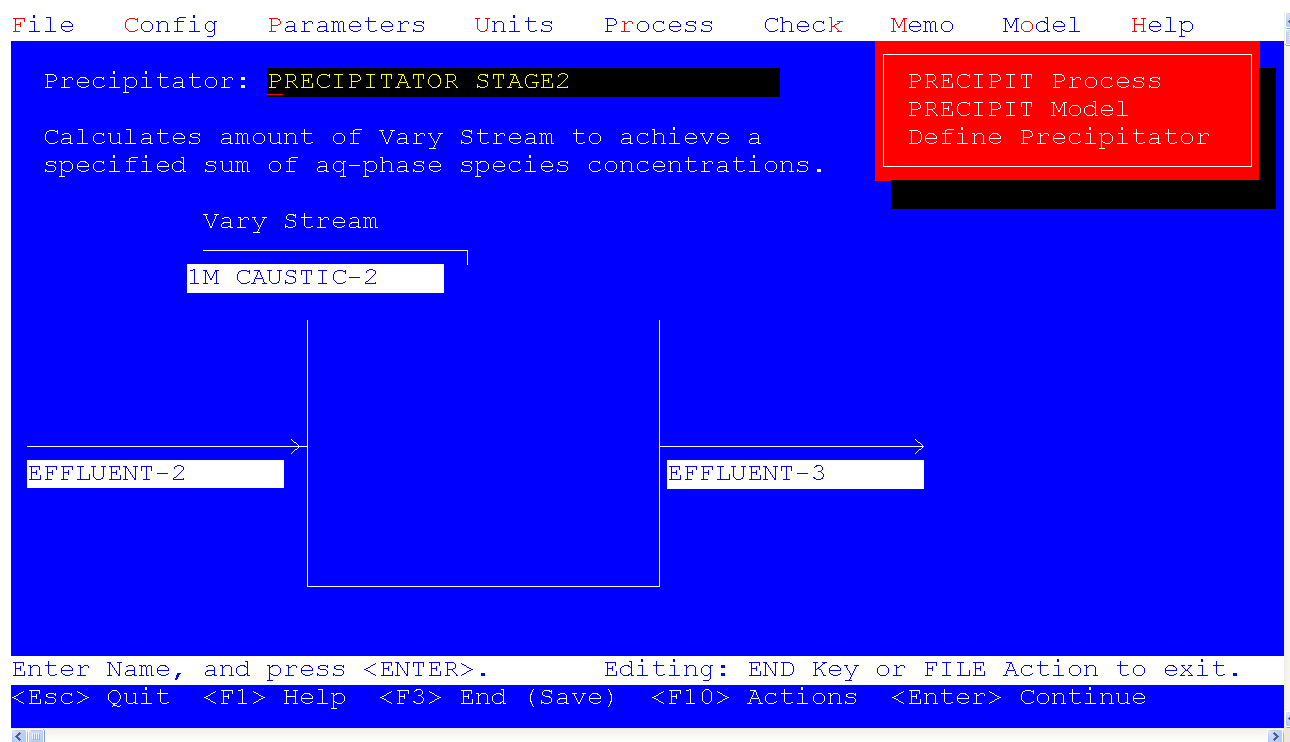 File Config Parameters Units Process Check Memo Model Help
Precipitator: PRECIPITATOR STAGE2
PRECIPIT Process
PRECIPIT Model
Define Precipitator
Calculates amount of Vary Stream to achieve a
specified sum of aq-phase species concentrations.
Vary Stream
1M CAUSTIC-2
EFFLUENT-2
EFFLUENT-3
Enter Name, and press <ENTER>. Editing: END Key or FILE Action to exit.
<Esc> Quit <F1> Help <F3> End (Save) <F10> Actions <Enter> Continue